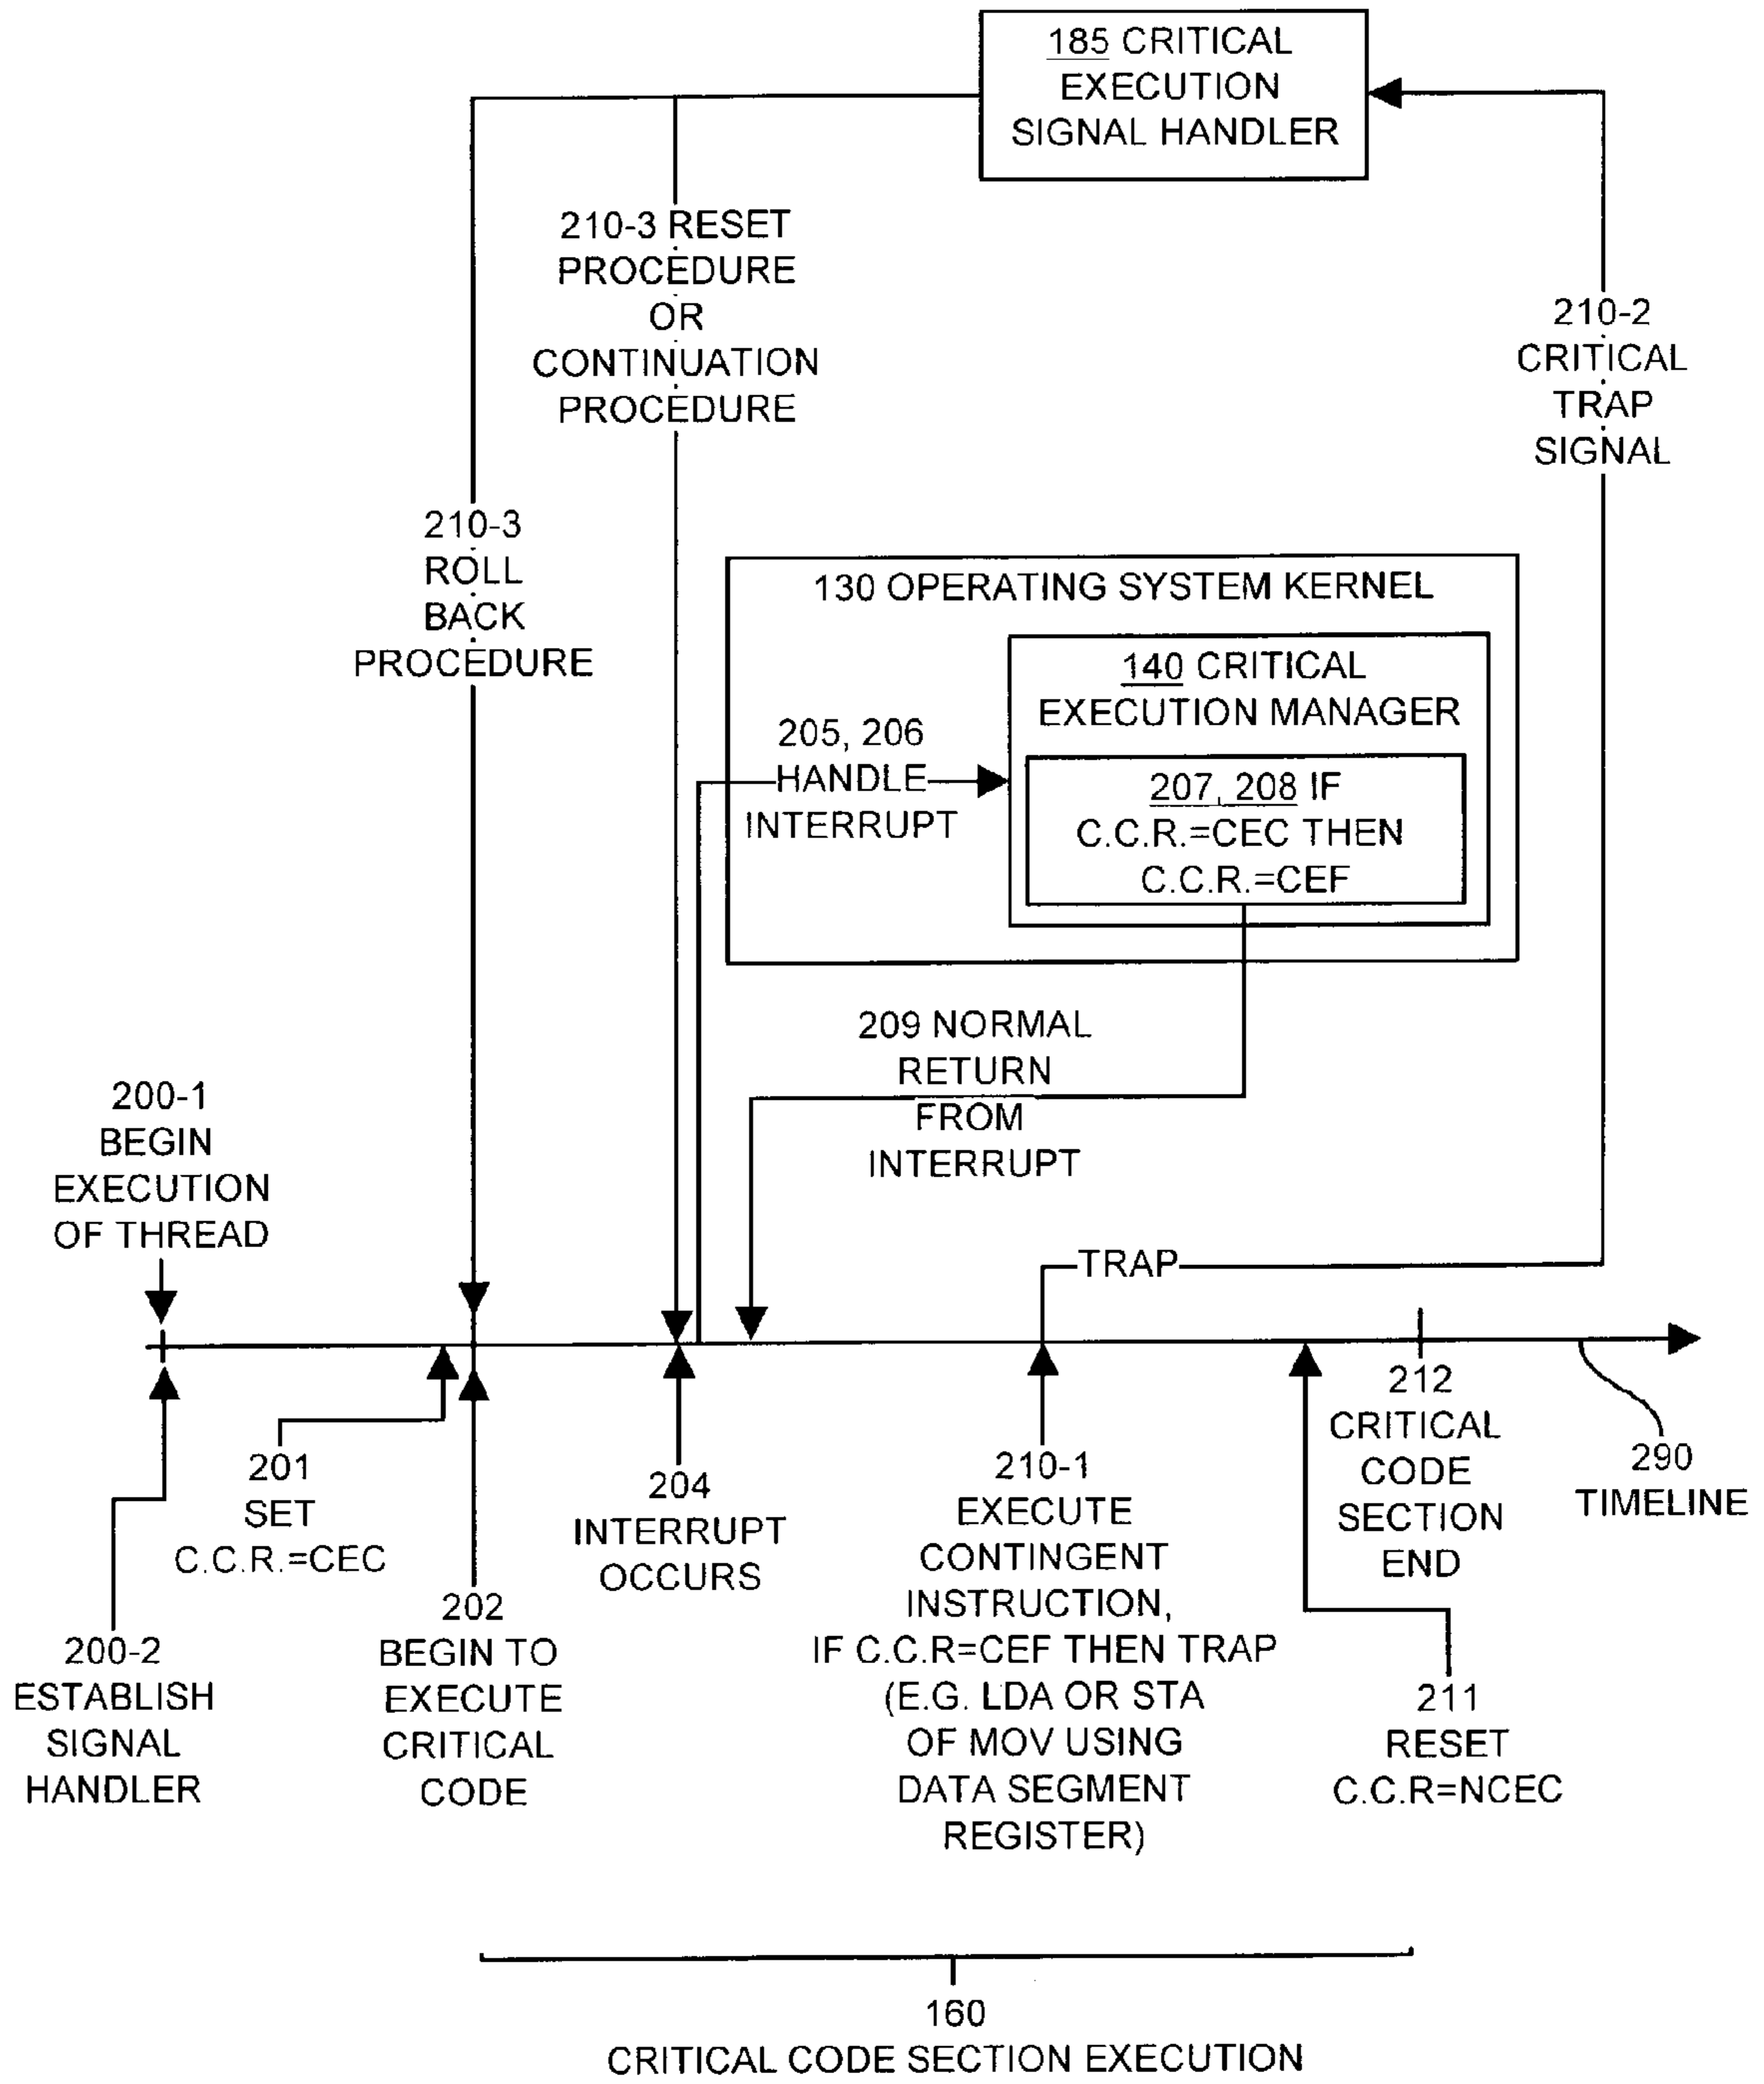 185 CRITICAL
EXECUTION
SIGNAL HANDLER
210-3 RESET
PROCEDURE
OR
CONTINUATION
PROCEDURE
210-2
CRITICAL
TRAP
SIGNAL
210-3
ROLL
BACK
PROCEDURE
130 OPERATING SYSTEM KERNEL
140 CRITICAL
EXECUTION MANAGER
205, 206
HANDLE
INTERRUPT
207, 208 IF
C.C.R.=CEC THEN
C.C.R.=CEF
209 NORMAL
RETURN
FROM
INTERRUPT
200-1
BEGIN
EXECUTION
OF THREAD
TRAP
200-2
ESTABLISH
SIGNAL
HANDLER
201
SET
C.C.R.=CEC
202
BEGIN TO
EXECUTE
CRITICAL
CODE
204
INTERRUPT
OCCURS
210-1
EXECUTE
CONTINGENT
INSTRUCTION,
IF C.C.R=CEF THEN TRAP
(E.G. LDA OR STA
OF MOV USING
DATA SEGMENT
REGISTER)
212
CRITICAL
CODE
SECTION
END
211
RESET
C.C.R=NCEC
290
TIMELINE
160
CRITICAL CODE SECTION EXECUTION